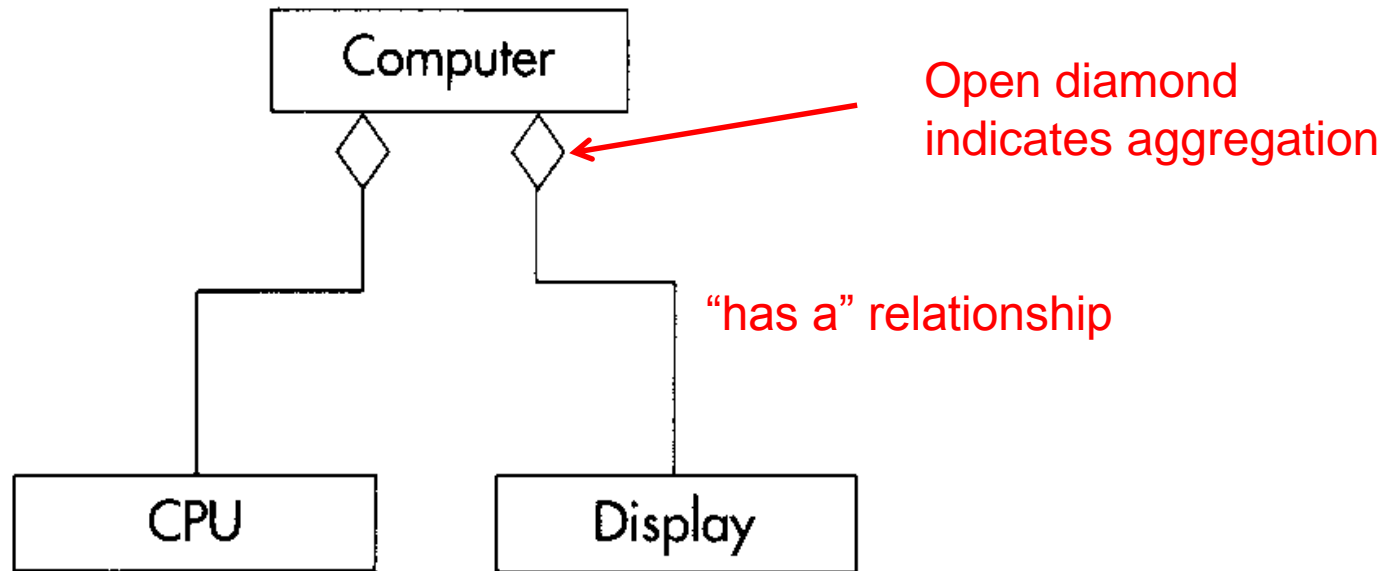 Computer
Open diamond
indicates aggregation
“has a” relationship
CPU
Display